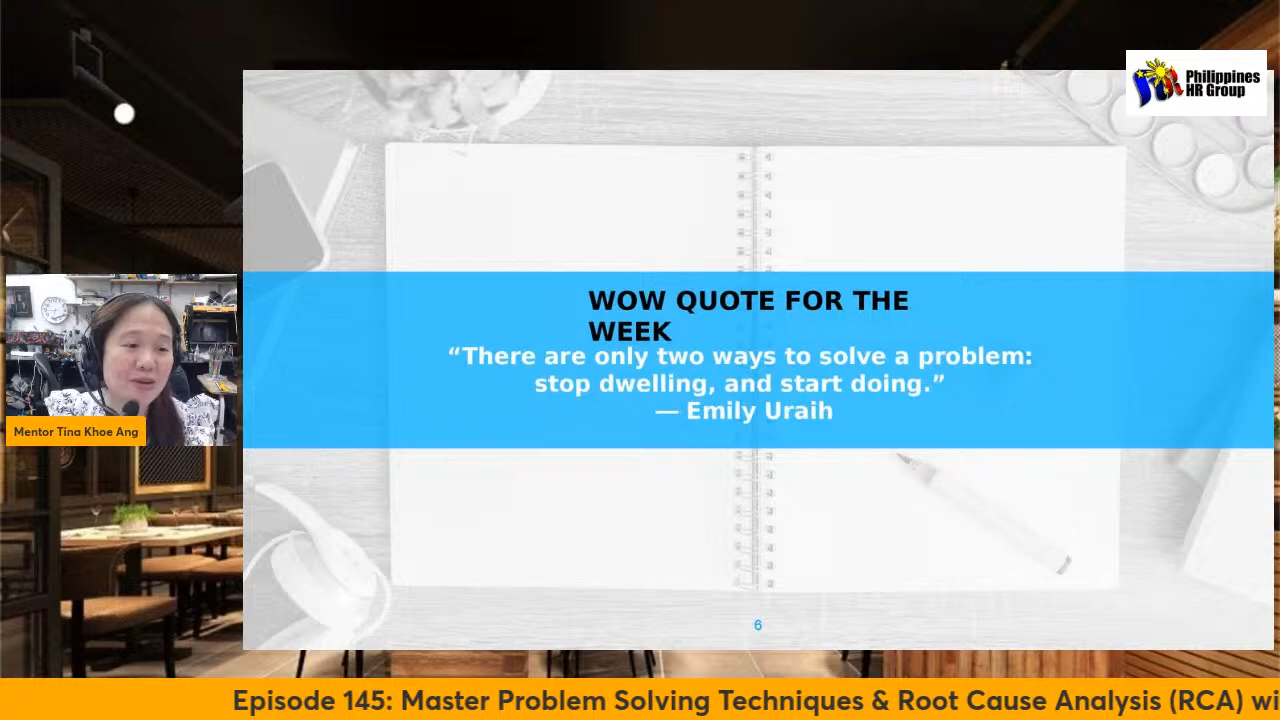 Philippines
HR Group
WOW QUOTE FOR THE
WEEK
“There are only two ways to solve a problem:
stop dwelling, and start doing.”
— Emily Uraih
Mentor Tina Khoe Ang
6
Episode 145: Master Problem Solving Techniques & Root Cause Analysis (RCA) wi